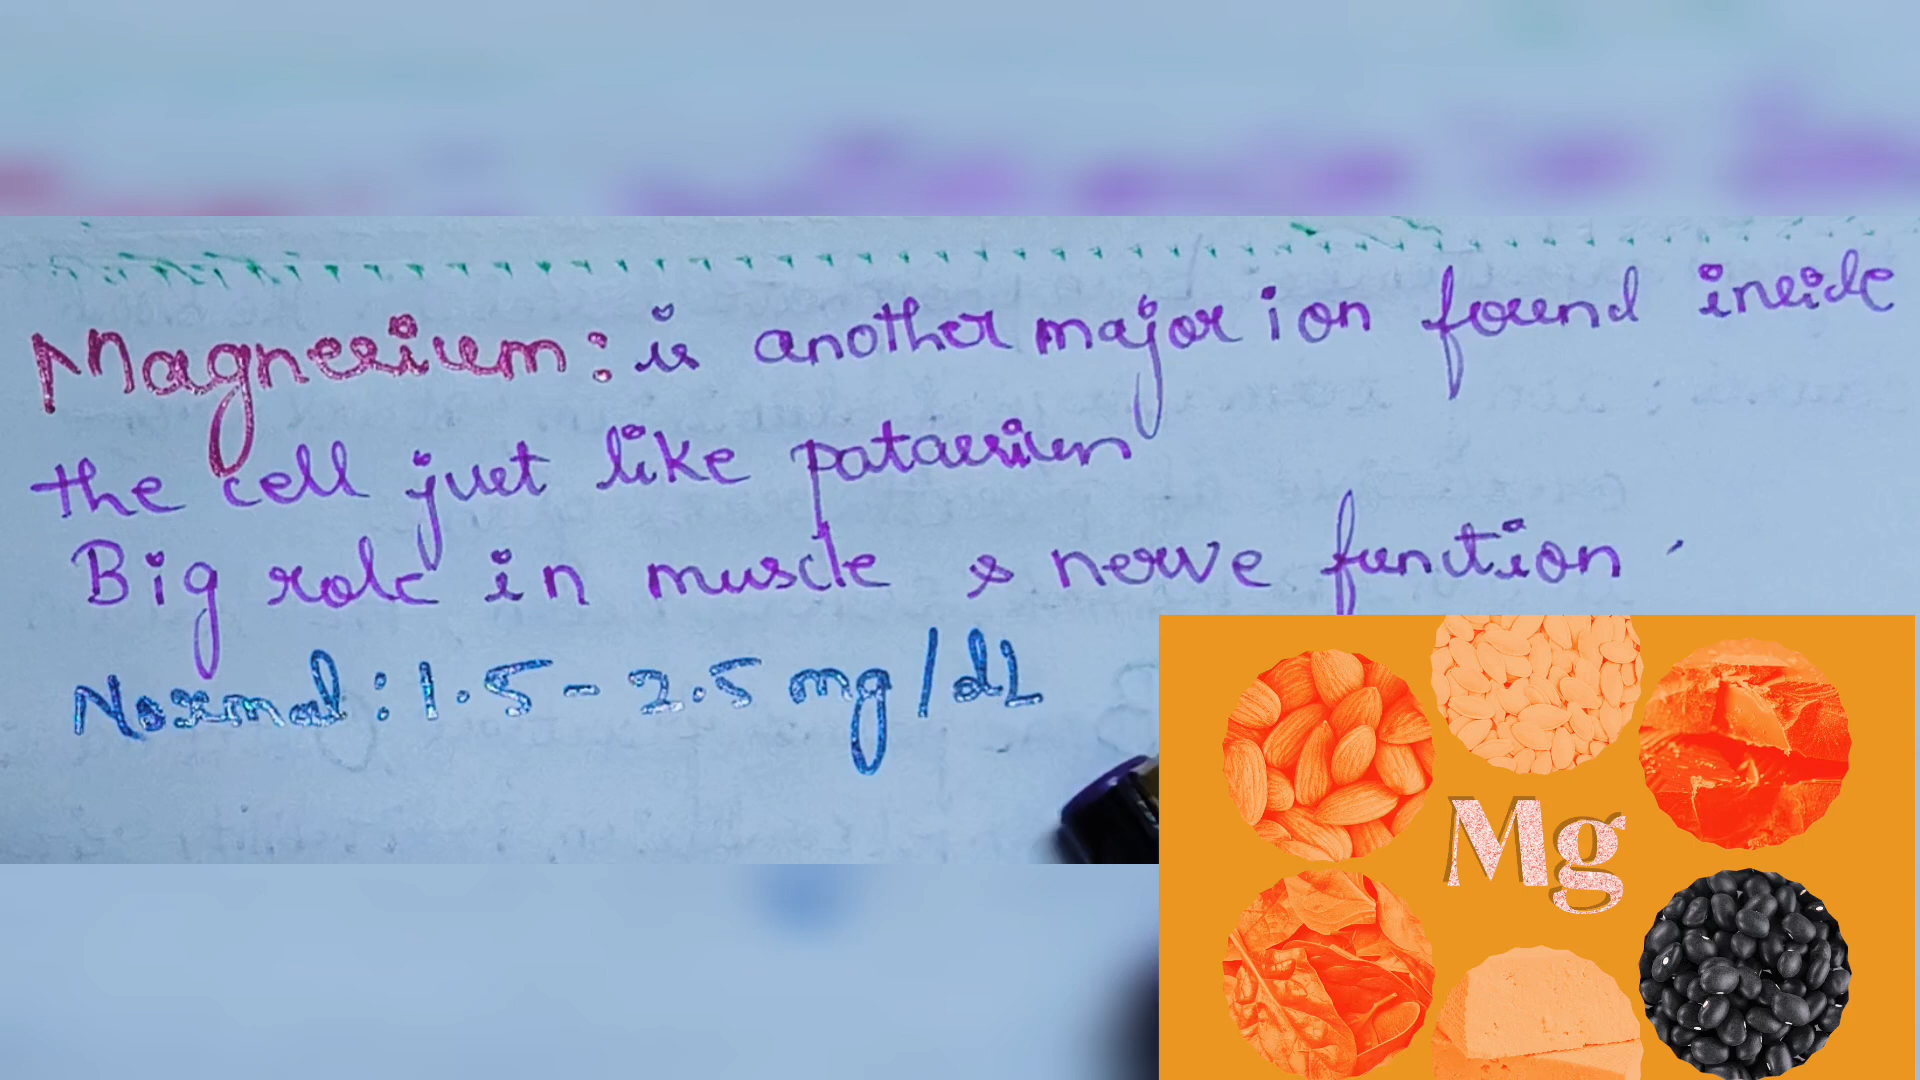 Magnesium: is another major ion found inside
the cell just like patassium
Big role in muscle & nerve function.
Normal: 1.5 - 2.5 mg/dL
Mg